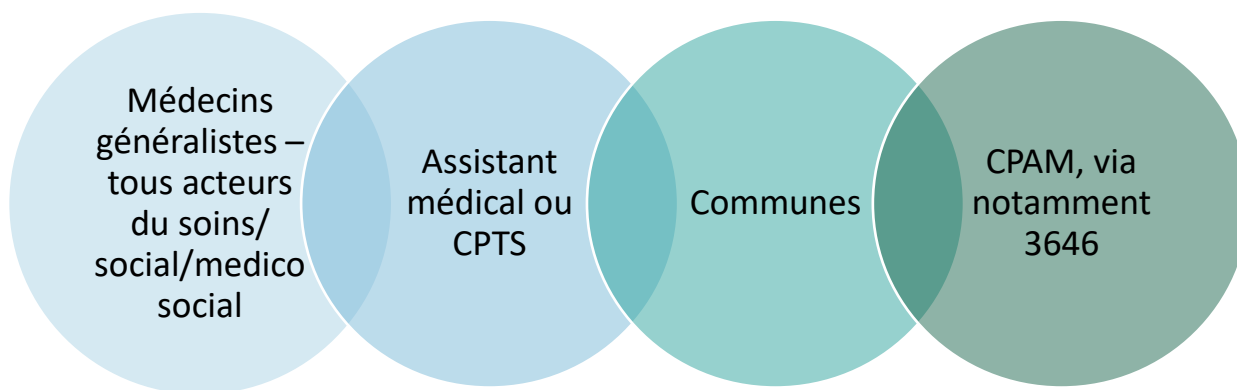 Médecins
généralistes –
tous acteurs
du soins/
social/medico
social
Assistant
médical ou
CPTS
Communes
CPAM, via
notamment
3646